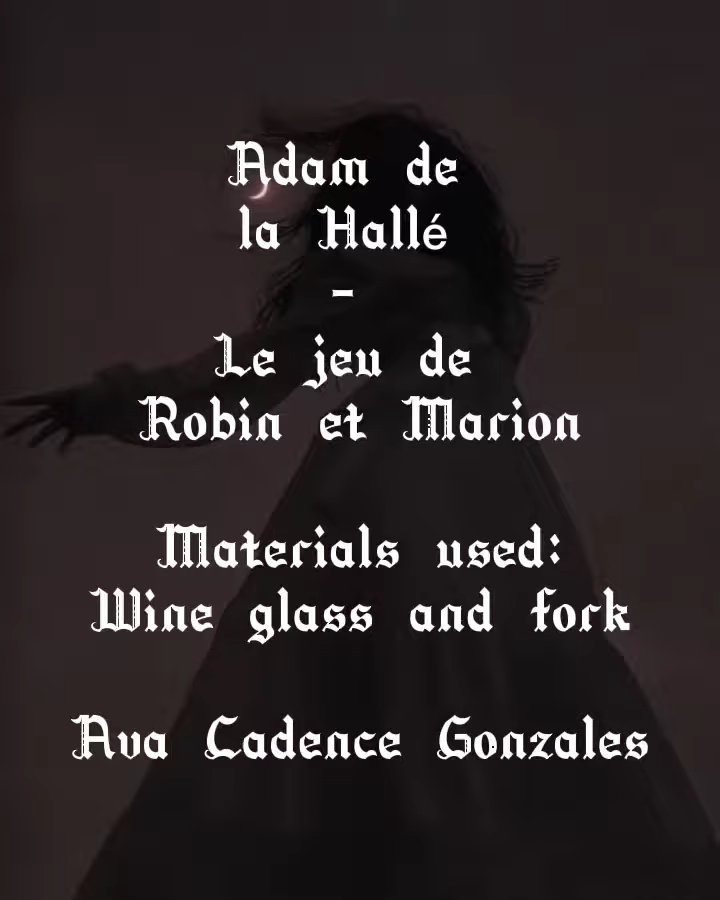 Adam de
la Hallé
-
Le jeu de
Robin et Marion
Materials used:
Wine glass and fork
Ava Cadence Gonzales